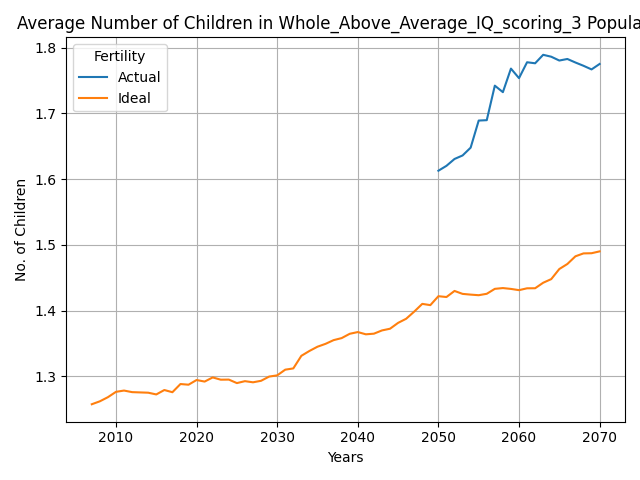 Average Number of Children in Whole_Above_Average_IQ_scoring_3 Popula
Fertility
Actual
Ideal
No. of Children
1.8
1.7
1.6
1.5
1.4
1.3
2010 2020 2030 2040 2050 2060 2070
Years